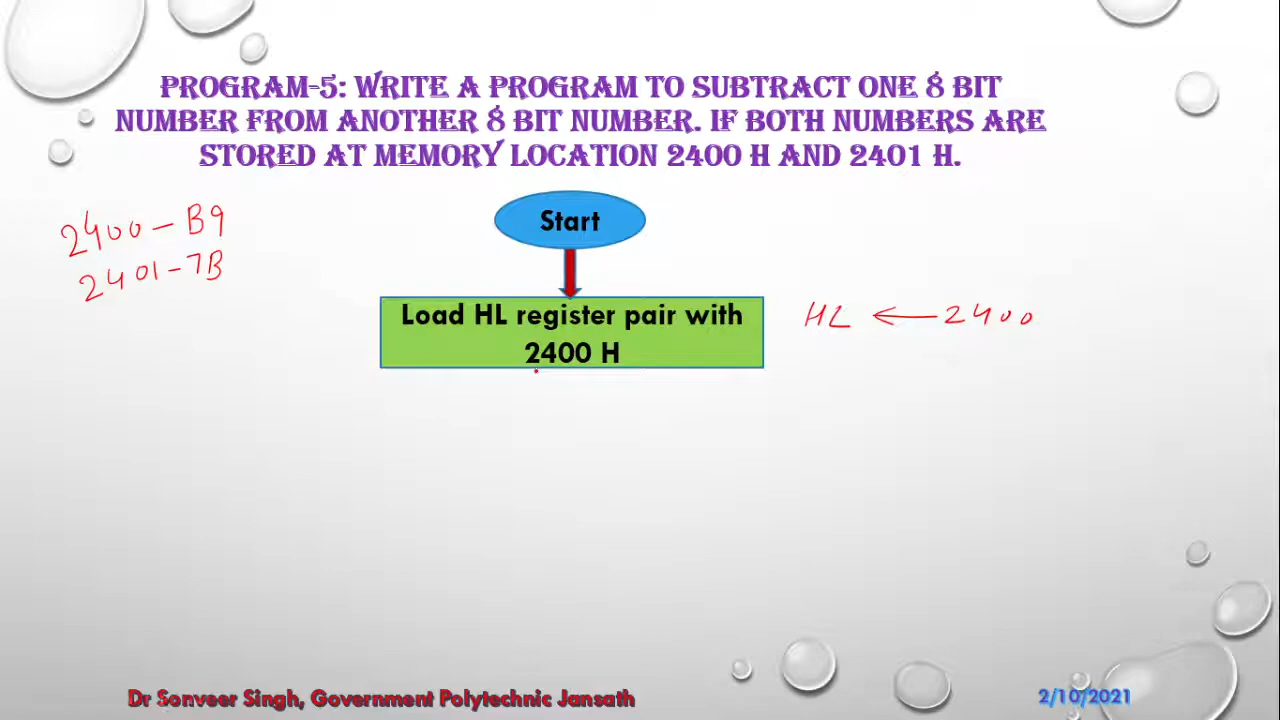 PROGRAM-5: WRITE A PROGRAM TO SUBTRACT ONE 8 BIT
NUMBER FROM ANOTHER 8 BIT NUMBER. IF BOTH NUMBERS ARE
STORED AT MEMORY LOCATION 2400 H AND 2401 H.
2400 - B9
2401 - 7B
Start
Load HL register pair with
2400 H
HL ← 2400
Dr Sonveer Singh, Government Polytechnic Jansath
2/10/2021